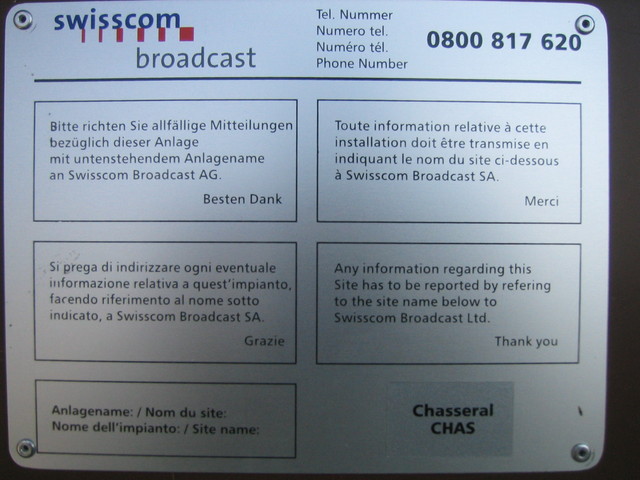 swisscom
broadcast
Tel. Nummer
Numero tel.
Numéro tél.
Phone Number
0800 817 620
Bitte richten Sie allfällige Mitteilungen
bezüglich dieser Anlage
mit untenstehendem Anlagename
an Swisscom Broadcast AG.
Besten Dank
Toute information relative à cette
installation doit être transmise en
indiquant le nom du site ci-dessous
à Swisscom Broadcast SA.
Merci
Si prega di indirizzare ogni eventuale
informazione relativa a quest'impianto,
facendo riferimento al nome sotto
indicato, a Swisscom Broadcast SA.
Grazie
Any information regarding this
Site has to be reported by refering
to the site name below to
Swisscom Broadcast Ltd.
Thank you
Anlagename: / Nom du site:
Nome dell'impianto: / Site name:
Chasseral
CHAS